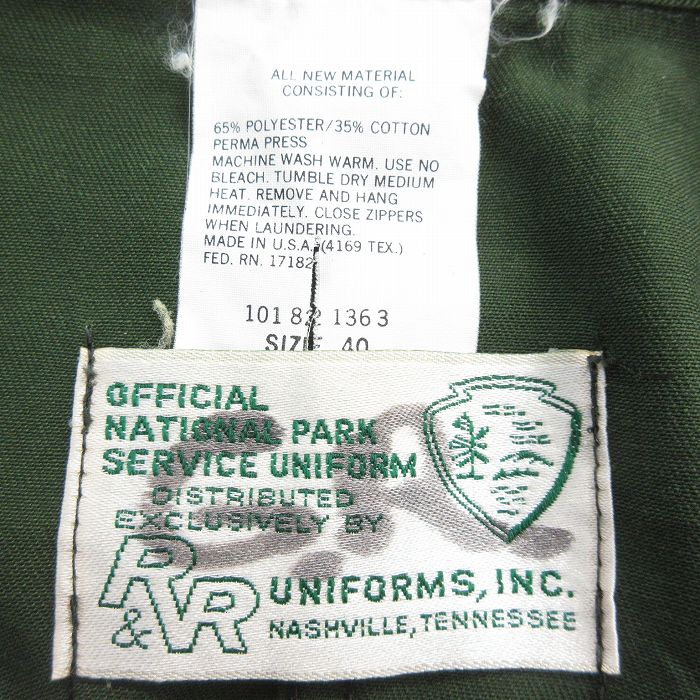 ALL NEW MATERIAL
CONSISTING OF:
65% POLYESTER/35% COTTON
PERMA PRESS
MACHINE WASH WARM. USE NO
BLEACH. TUMBLE DRY MEDIUM
HEAT. REMOVE AND HANG
IMMEDIATELY. CLOSE ZIPPERS
WHEN LAUNDERING.
MADE IN U.S.A. (4169 TEX.)
FED. RN. 17182
101 82 1363
SIZE 40
OFFICIAL
NATIONAL PARK
SERVICE UNIFORM
DISTRIBUTED
EXCLUSIVELY BY
R&R
UNIFORMS, INC.
NASHVILLE, TENNESSEE